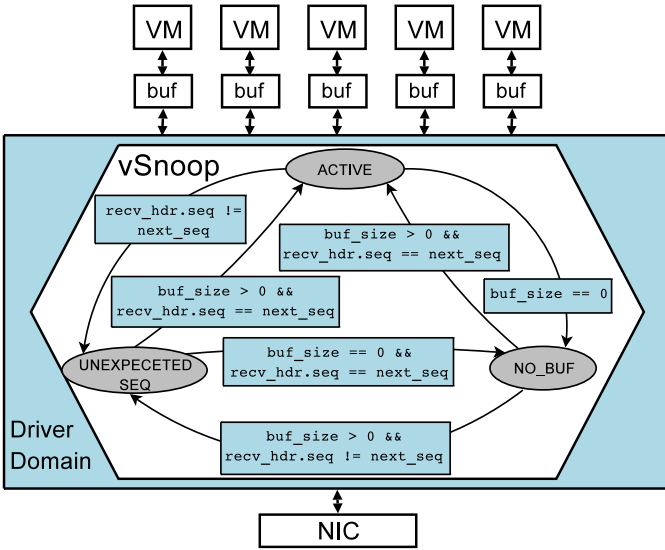 VM VM VM VM VM
buf buf buf buf buf
vSnoop
ACTIVE
recv_hdr.seq !=
next_seq
buf_size > 0 &&
recv_hdr.seq == next_seq
buf_size > 0 &&
recv_hdr.seq == next_seq
buf_size == 0
UNEXPECETED
SEQ
buf_size == 0 &&
recv_hdr.seq == next_seq
NO_BUF
buf_size > 0 &&
recv_hdr.seq != next_seq
Driver
Domain
NIC